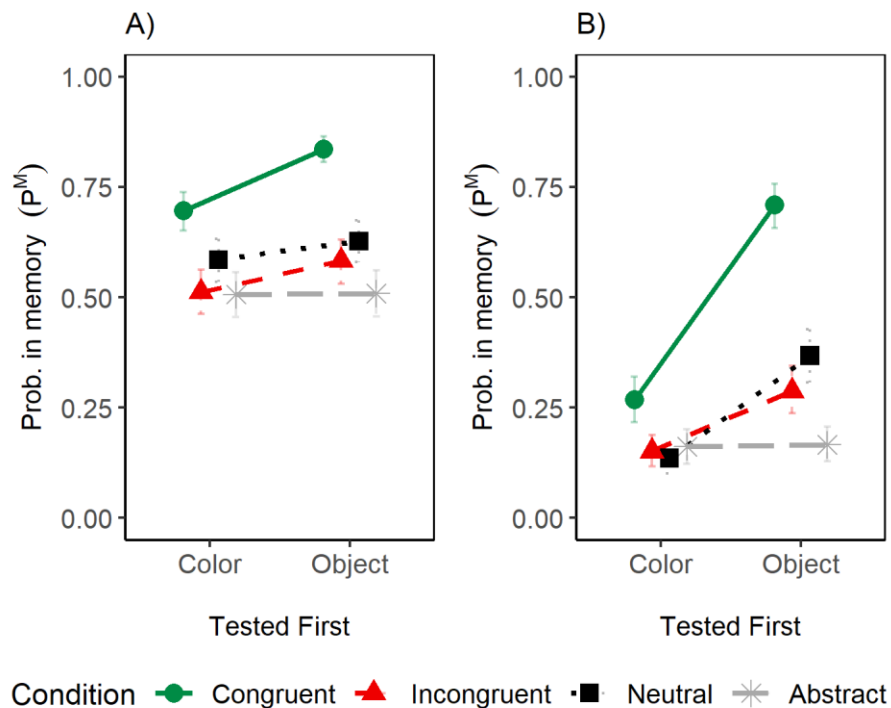 A)
Prob. in memory (P^M)
1.00
0.75
0.50
0.25
0.00
Color Object
Tested First
B)
Prob. in memory (P^M)
1.00
0.75
0.50
0.25
0.00
Color Object
Tested First
Condition Congruent Incongruent Neutral Abstract